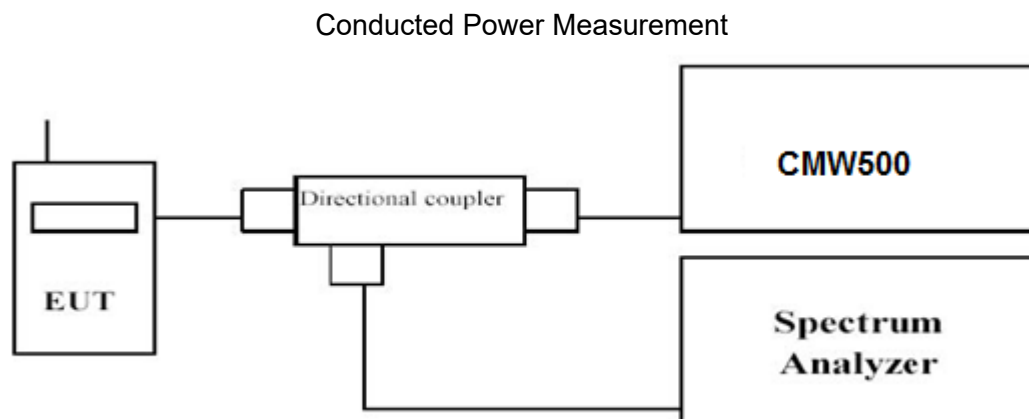 Conducted Power Measurement
Directional coupler
CMW500
EUT
Spectrum
Analyzer